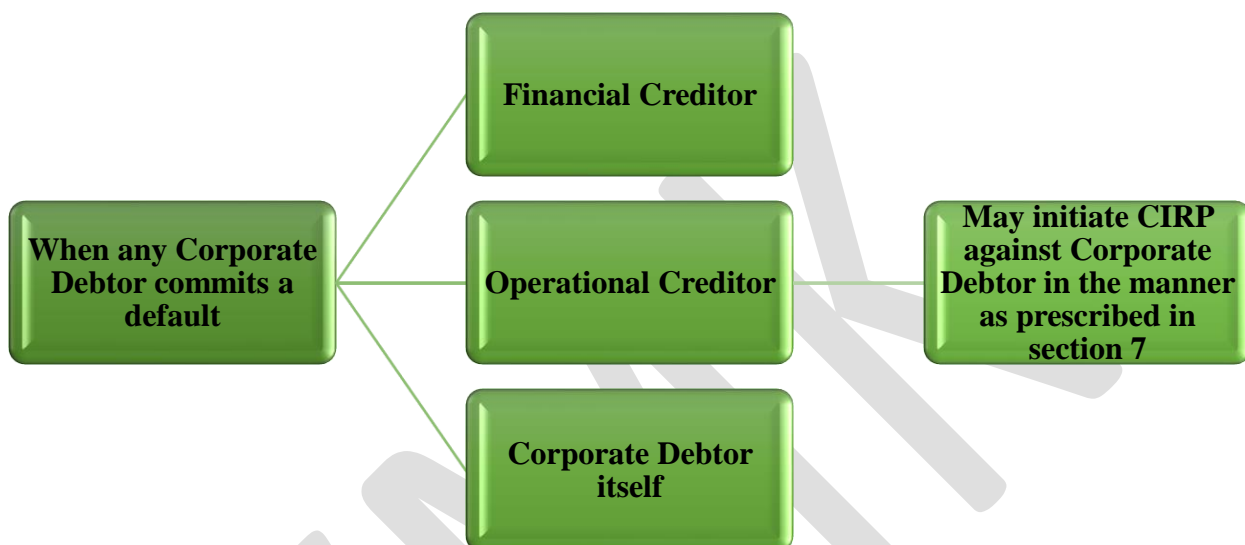 Financial Creditor
When any Corporate
Debtor commits a
default
Operational Creditor
May initiate CIRP
against Corporate
Debtor in the manner
as prescribed in
section 7
Corporate Debtor
itself